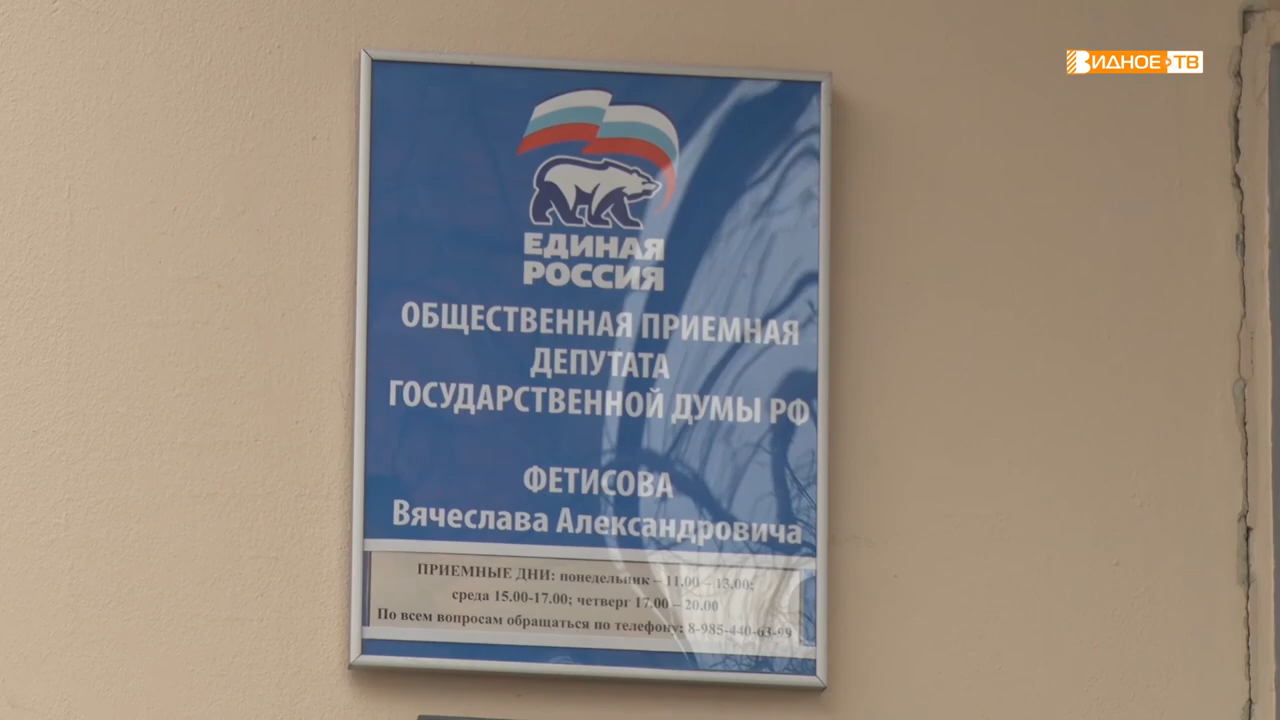 ВИДНОЕ ТВ
ЕДИНАЯ
РОССИЯ
ОБЩЕСТВЕННАЯ ПРИЕМНАЯ
ДЕПУТАТА
ГОСУДАРСТВЕННОЙ ДУМЫ РФ
ФЕТИСОВА
Вячеслава Александровича
ПРИЕМНЫЕ ДНИ: понедельник – 11.00 – 13.00;
среда 15.00-17.00; четверг 17.00 – 20.00
По всем вопросам обращаться по телефону: 8-985-440-63-99